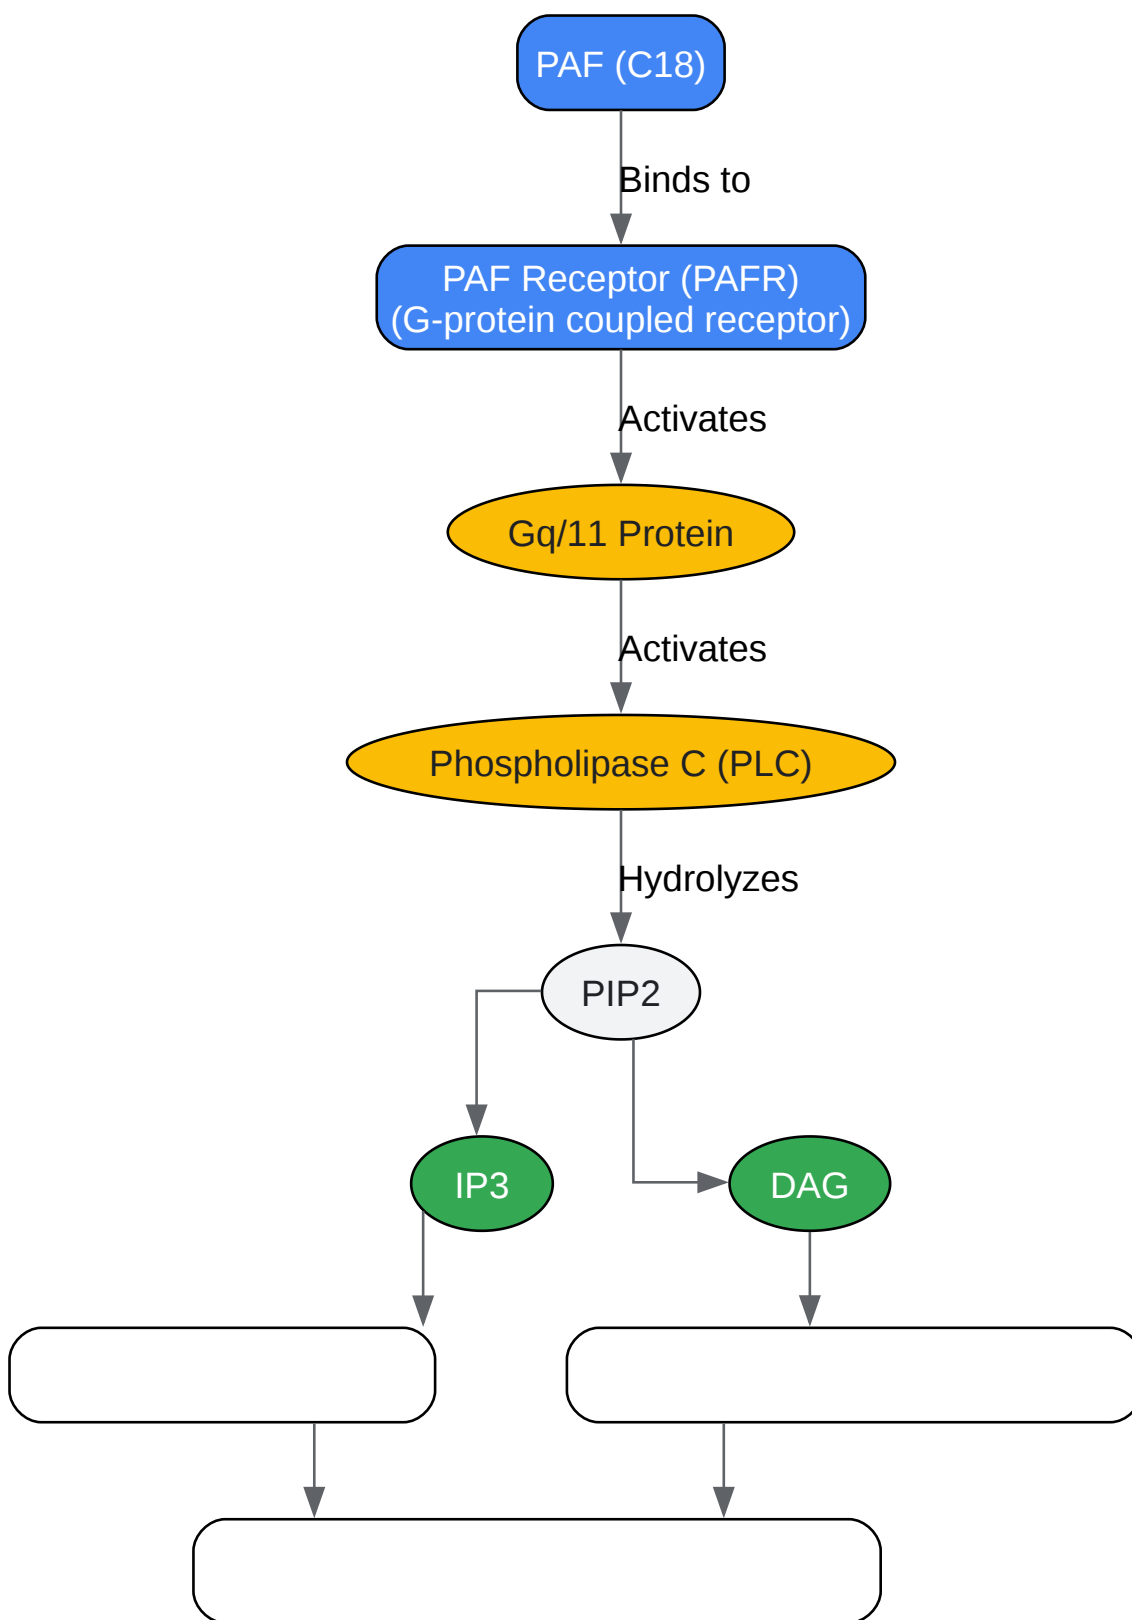 PAF (C18)
Binds to
PAF Receptor (PAFR)
(G-protein coupled receptor)
Activates
Gq/11 Protein
Activates
Phospholipase C (PLC)
Hydrolyzes
PIP2
IP3
DAG